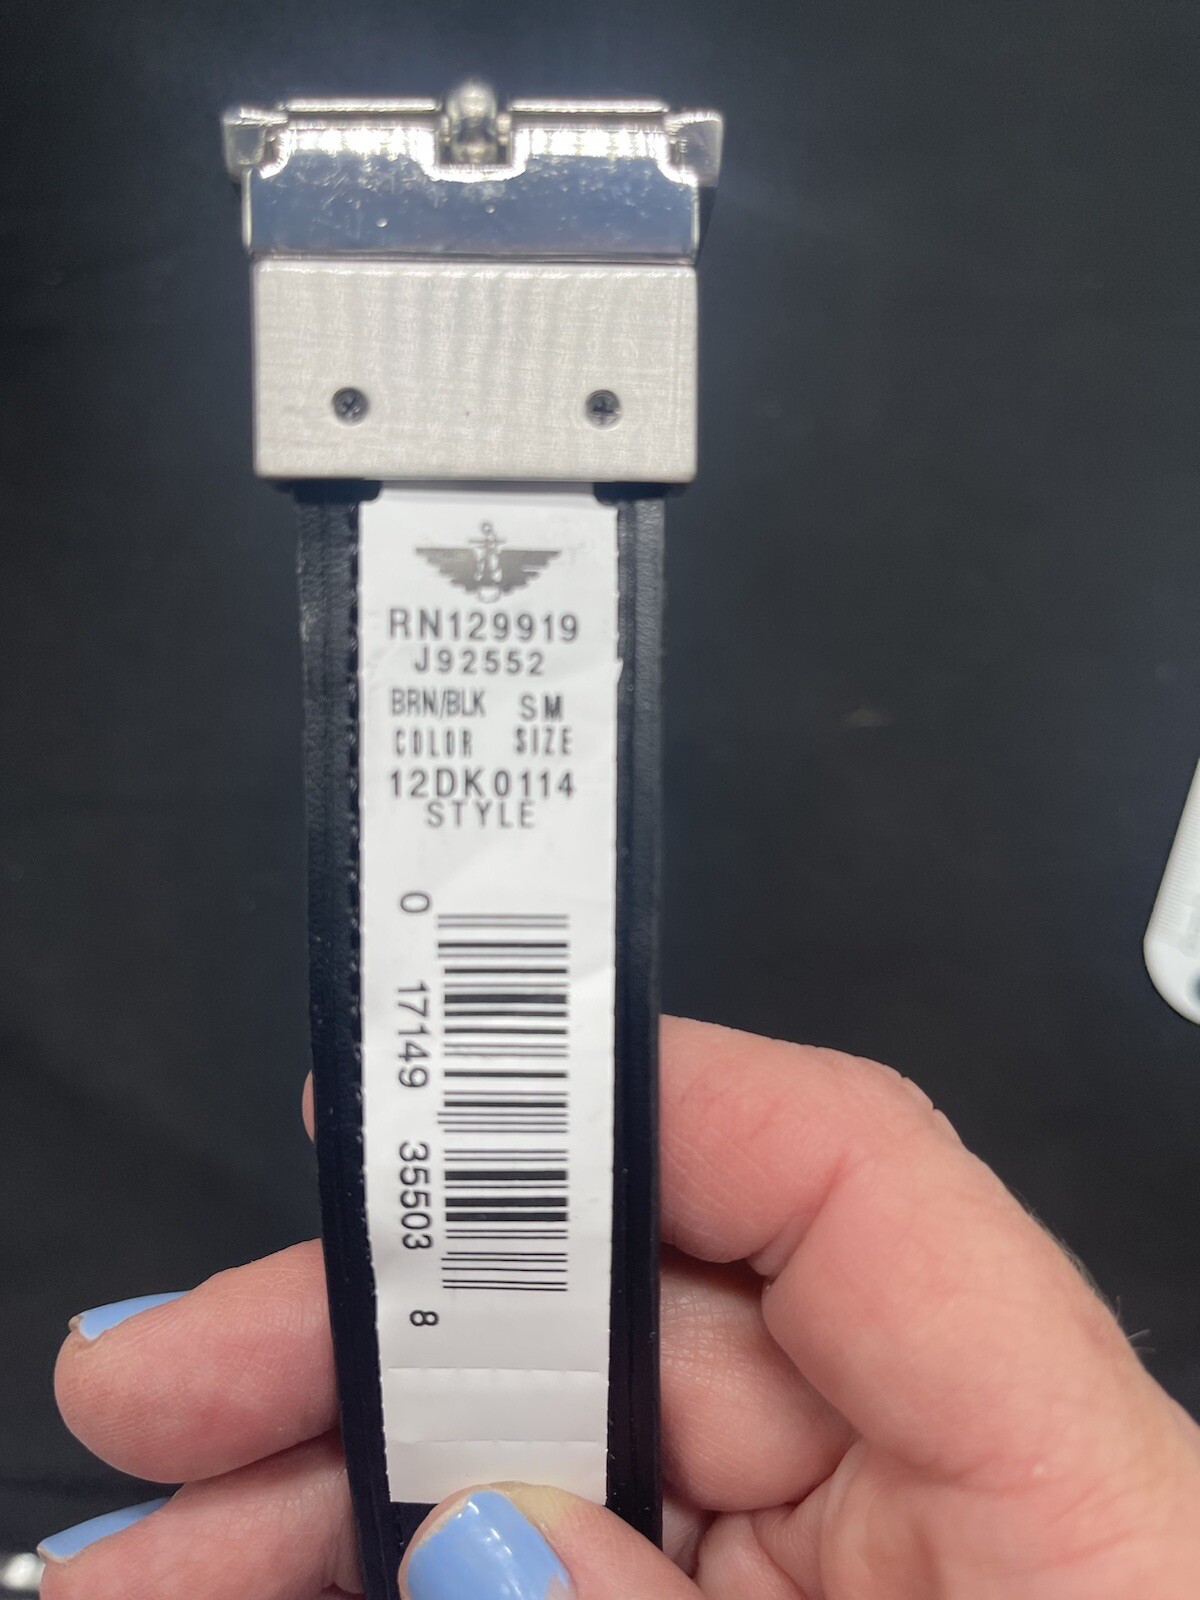 RN129919
J92552
BRN/BLK SM
COLOR SIZE
12DK0114
STYLE
0 17149 35503 8